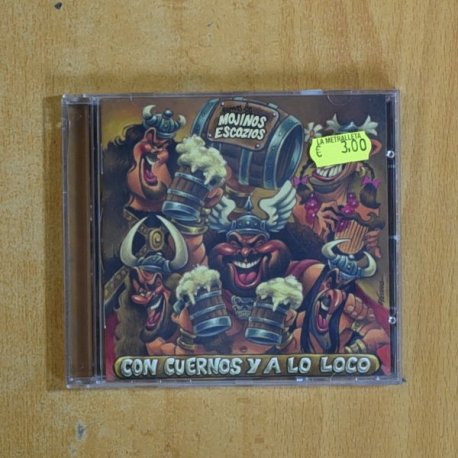 MOJINOS
ESCOZIOS
LA METRALLETA
€ 3.00
CON CUERNOS Y A LO LOCO